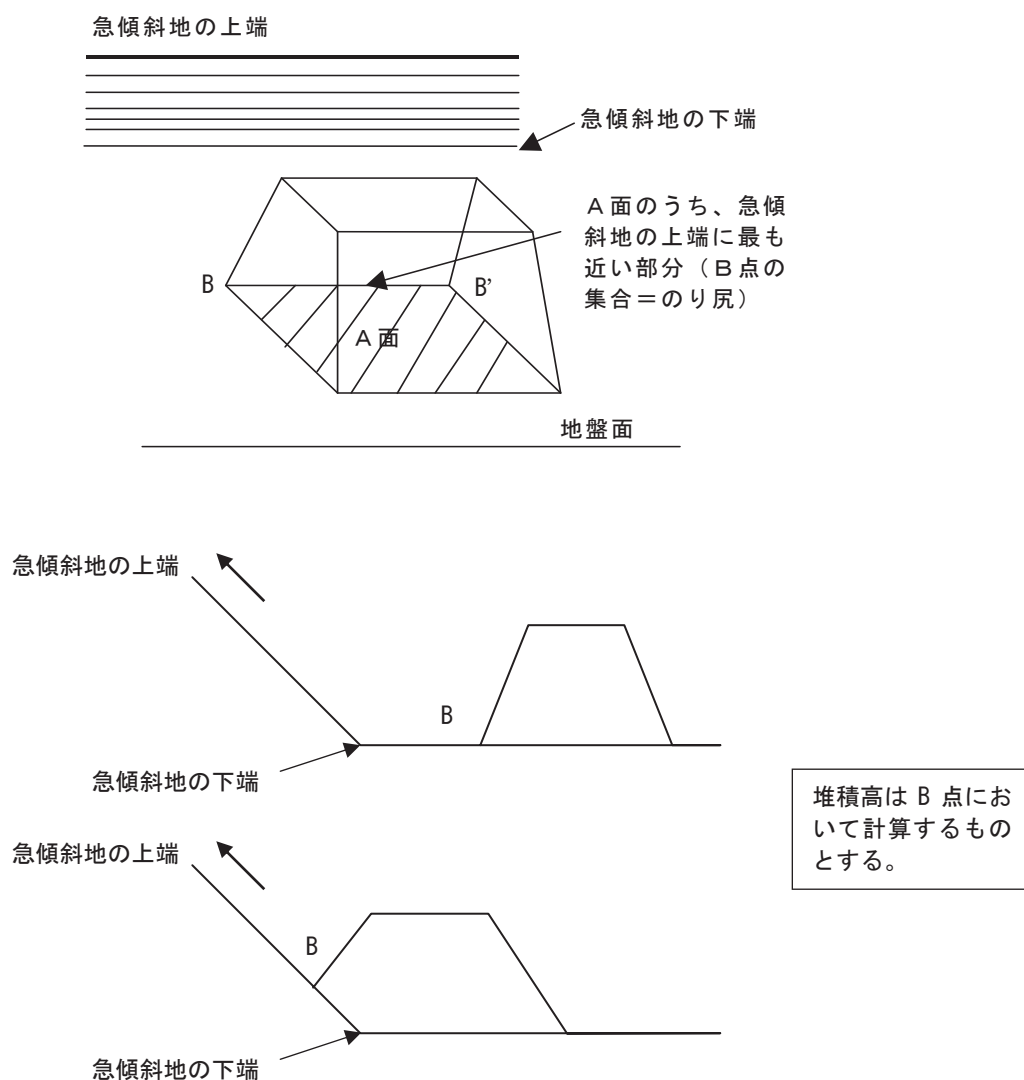 急傾斜地の上端
急傾斜地の下端
A面のうち、急傾
斜地の上端に最も
近い部分（B点の
集合＝のり尻）
B
B’
A面
地盤面
急傾斜地の上端
B
急傾斜地の下端
堆積高は B 点にお
いて計算するもの
とする。
急傾斜地の上端
B
急傾斜地の下端